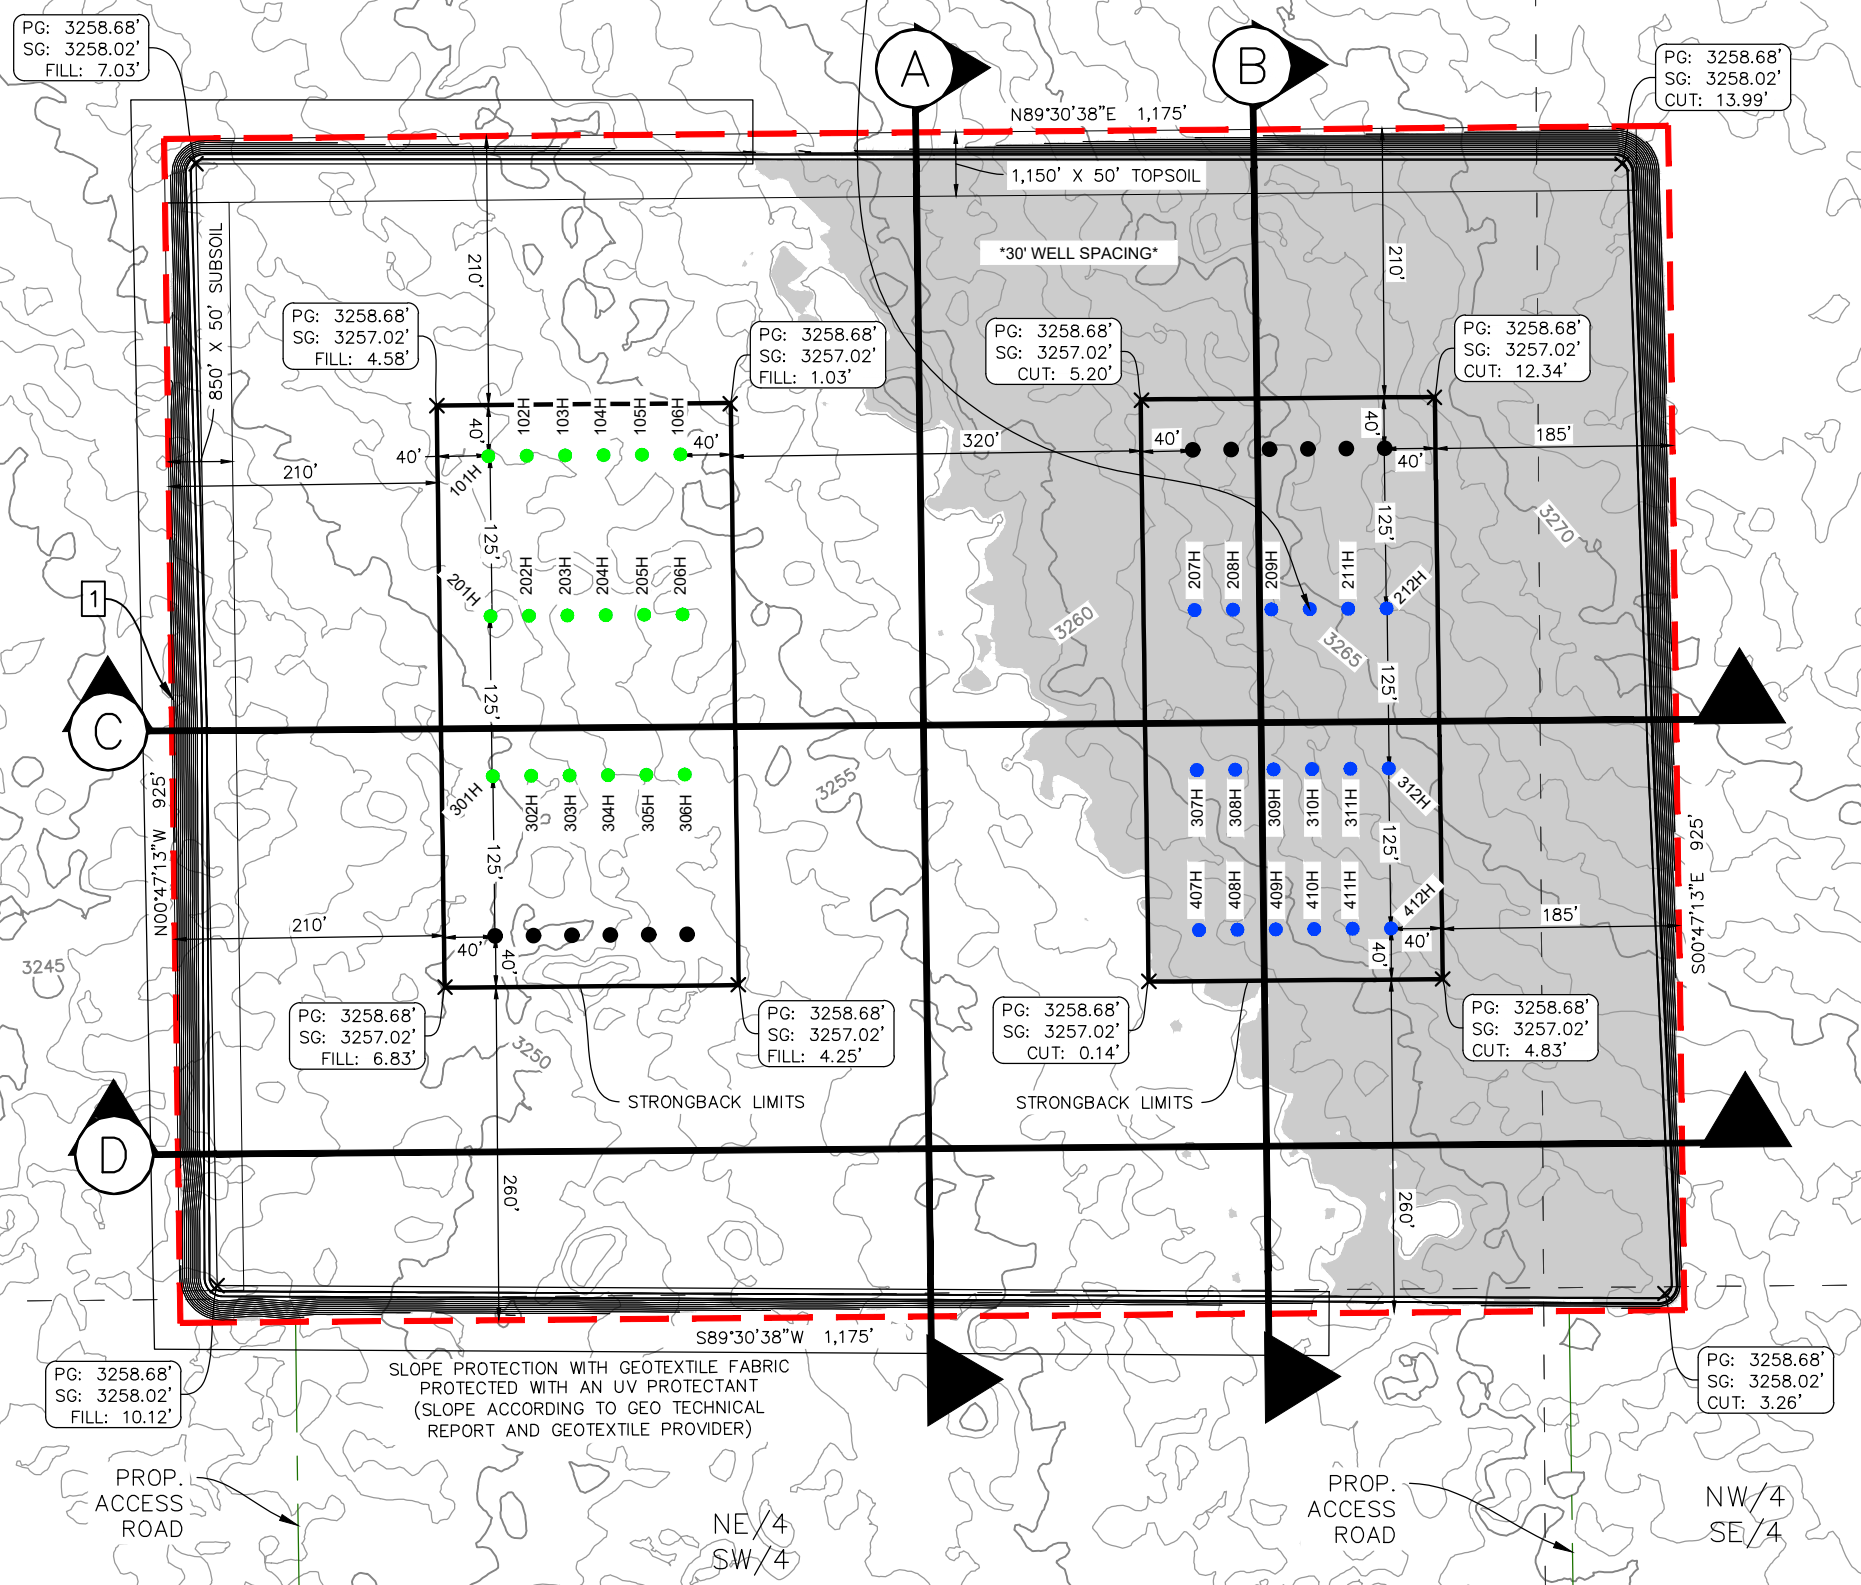 PG: 3258.68'
SG: 3258.02'
FILL: 7.03'
A
B
PG: 3258.68'
SG: 3258.02'
CUT: 13.99'
N89°30'38"E 1,175'
1,150' X 50' TOPSOIL
850' X 50' SUBSOIL
210'
*30' WELL SPACING*
210'
PG: 3258.68'
SG: 3257.02'
FILL: 4.58'
PG: 3258.68'
SG: 3257.02'
FILL: 1.03'
PG: 3258.68'
SG: 3257.02'
CUT: 5.20'
PG: 3258.68'
SG: 3257.02'
CUT: 12.34'
40'
102H
103H
104H
105H
106H
40'
40'
101H
320'
40'
40'
40'
185'
210'
125'
125'
3270
201H
202H
203H
204H
205H
206H
207H
208H
209H
211H
212H
1
3260
3265
125'
125'
C
3255
301H
302H
303H
304H
305H
306H
307H
308H
309H
310H
311H
312H
N00°47'13"W 925'
S00°47'13"E 925'
125'
125'
407H
408H
409H
410H
411H
412H
210'
40'
40'
40'
40'
185'
3245
PG: 3258.68'
SG: 3257.02'
FILL: 6.83'
3250
PG: 3258.68'
SG: 3257.02'
FILL: 4.25'
PG: 3258.68'
SG: 3257.02'
CUT: 0.14'
PG: 3258.68'
SG: 3257.02'
CUT: 4.83'
STRONGBACK LIMITS
STRONGBACK LIMITS
D
260'
260'
S89°30'38"W 1,175'
PG: 3258.68'
SG: 3258.02'
FILL: 10.12'
SLOPE PROTECTION WITH GEOTEXTILE FABRIC
PROTECTED WITH AN UV PROTECTANT
(SLOPE ACCORDING TO GEO TECHNICAL
REPORT AND GEOTEXTILE PROVIDER)
PG: 3258.68'
SG: 3258.02'
CUT: 3.26'
PROP.
ACCESS
ROAD
NE/4
SW/4
PROP.
ACCESS
ROAD
NW/4
SE/4